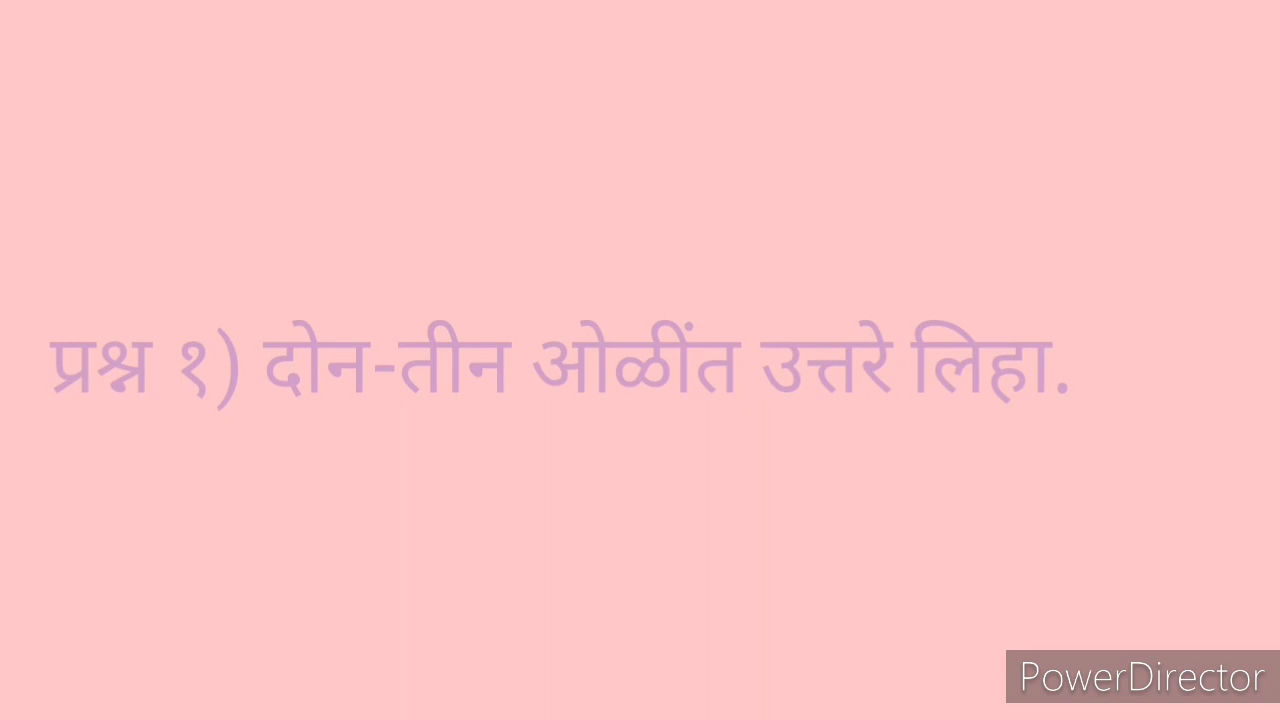 प्रश्न १) दोन-तीन ओळींत उत्तरे लिहा.
PowerDirector